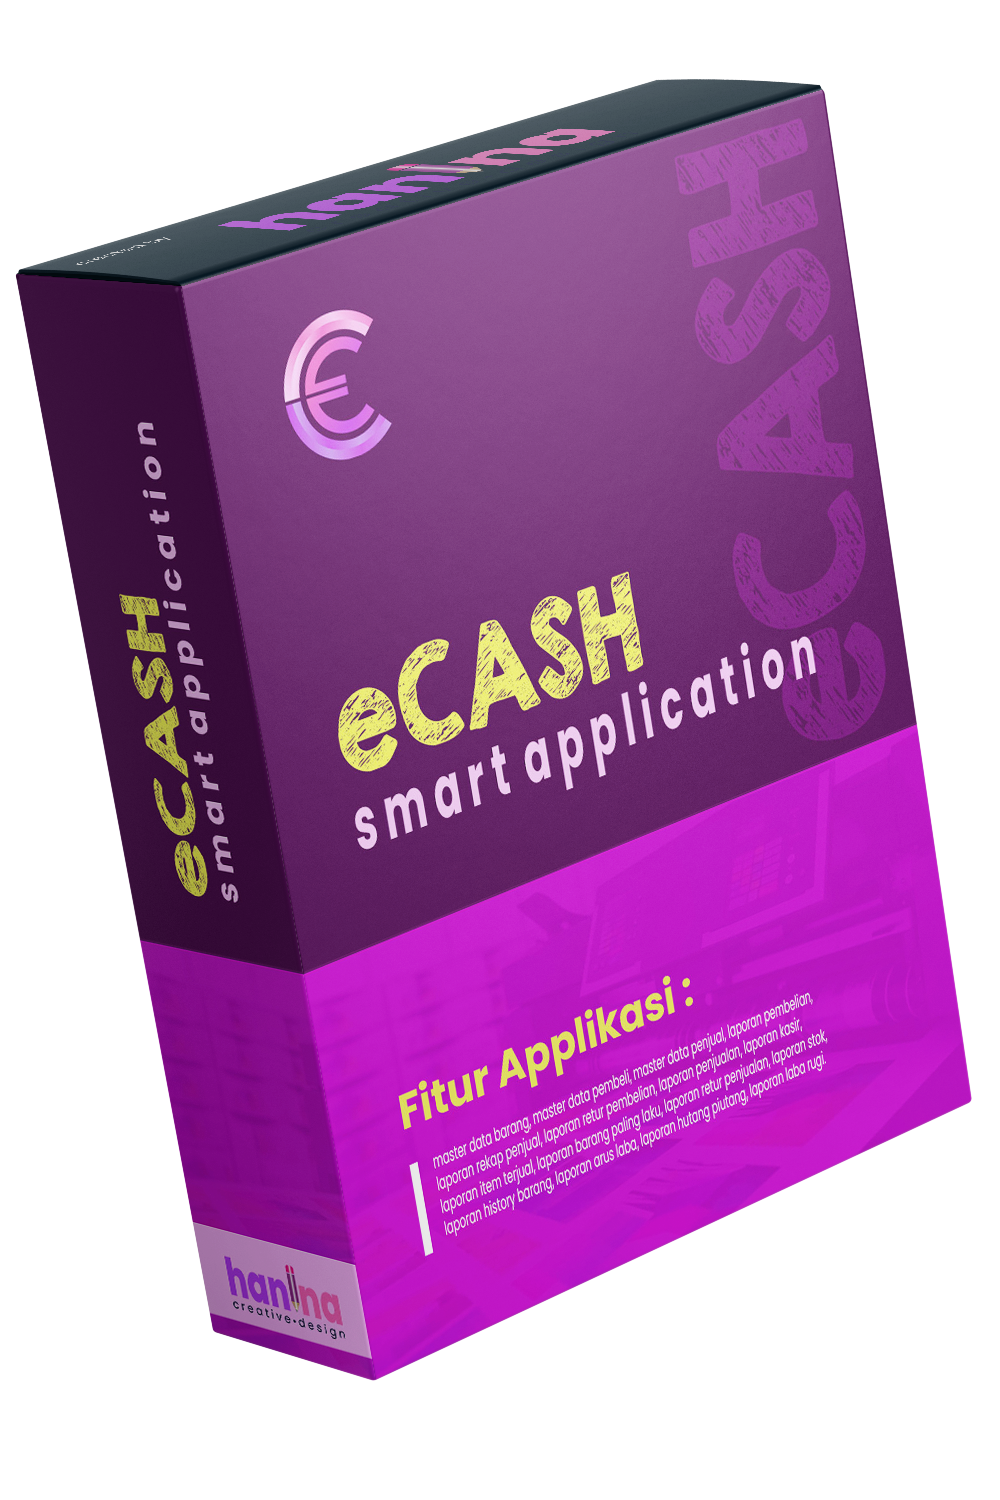 haniina
eCASH
eCASH
smart application
eCASH
smart application
Fitur Applikasi :
master data barang, master data pembeli, master data penjual, laporan pembelian,
laporan rekap penjual, laporan retur pembelian, laporan penjualan, laporan kasir,
laporan item terjual, laporan barang paling laku, laporan retur penjualan, laporan stok,
laporan history barang, laporan arus laba, laporan hutang piutang, laporan laba rugi.
haniina
creative•design